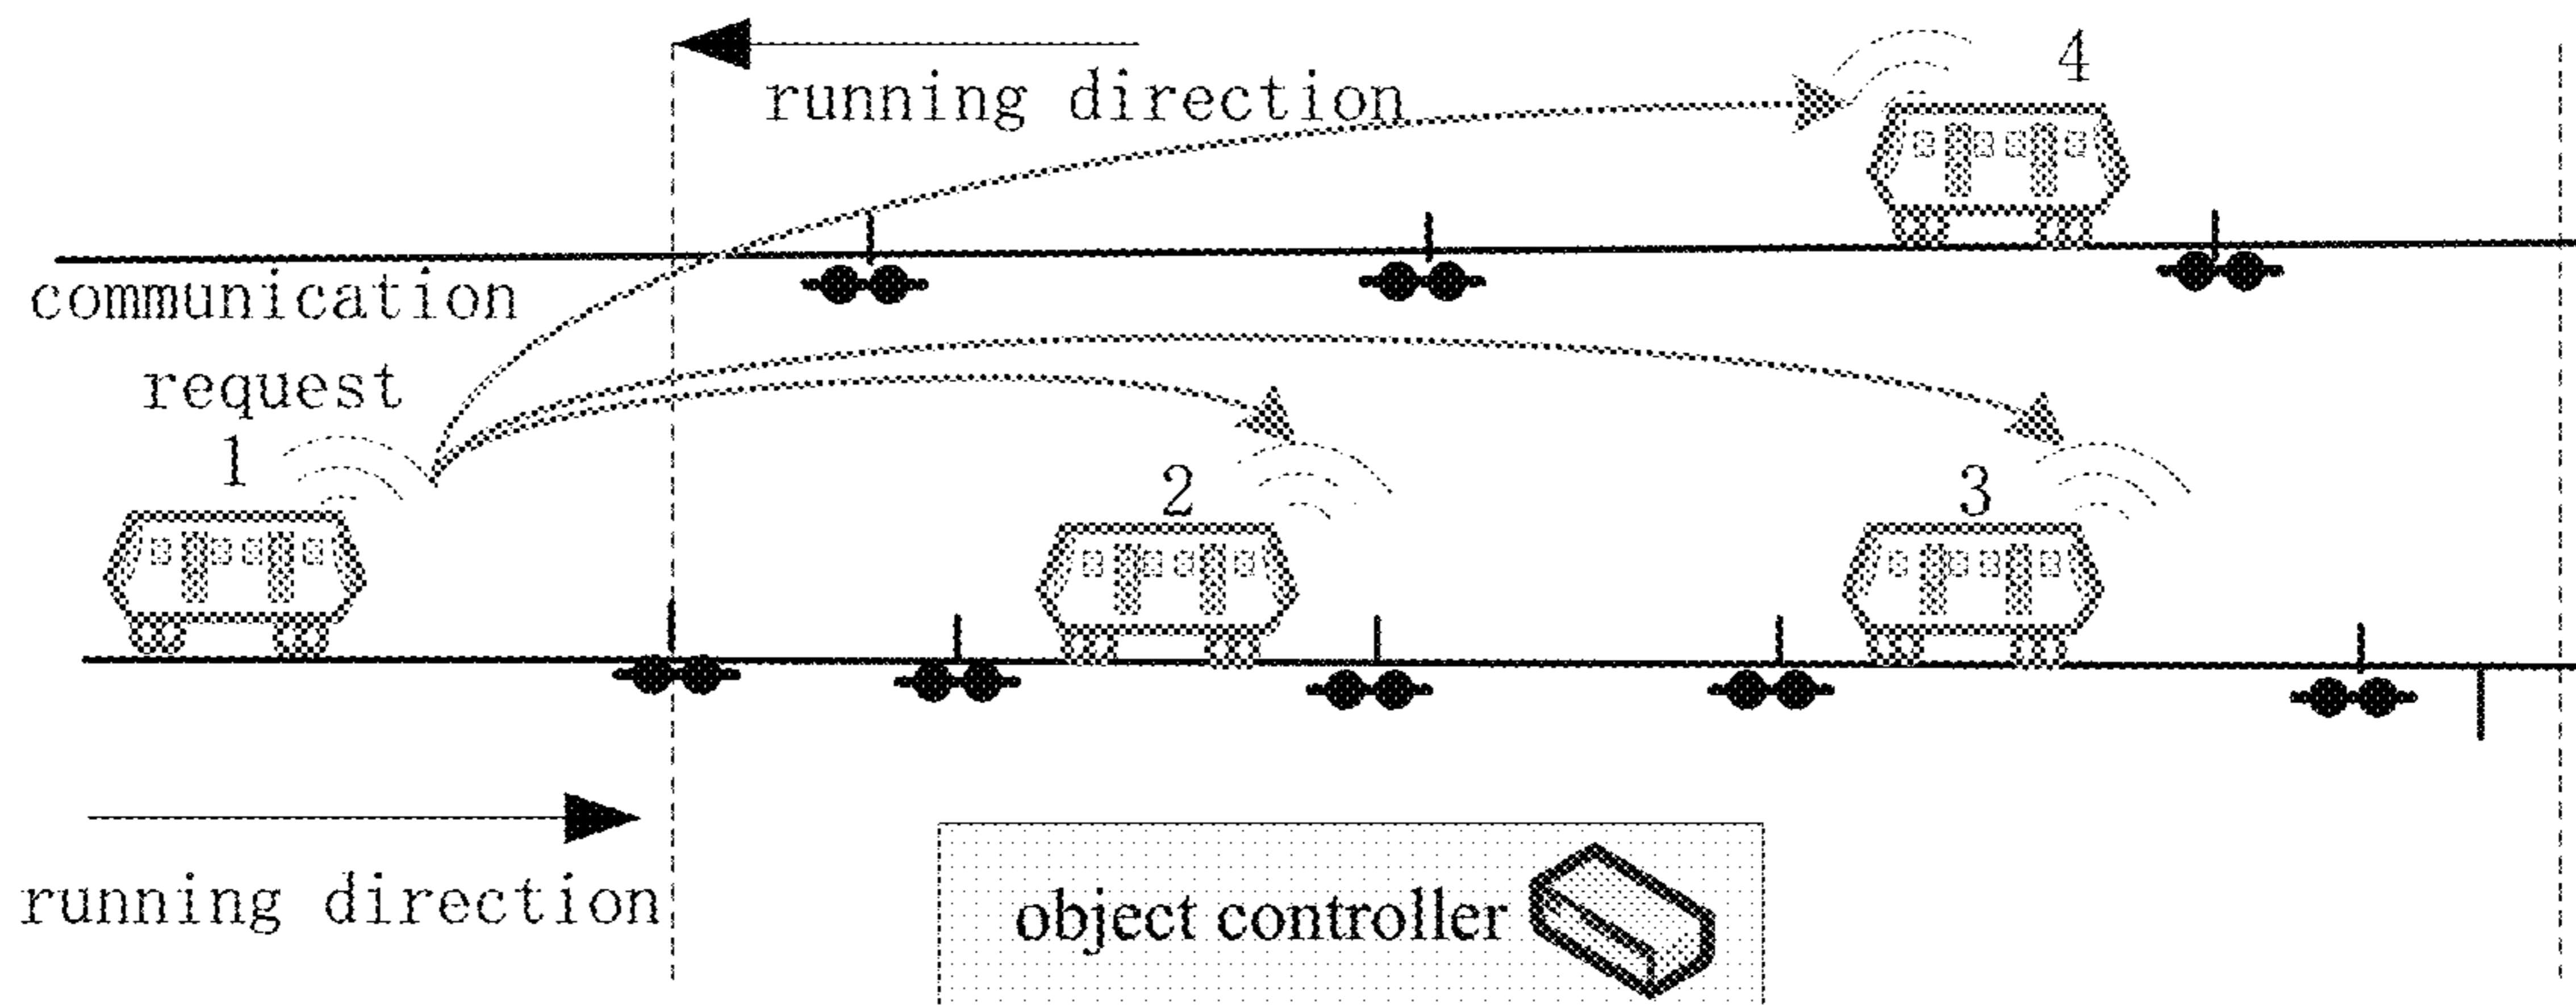 4
running direction
communication
request
1
2
3
running direction
object controller